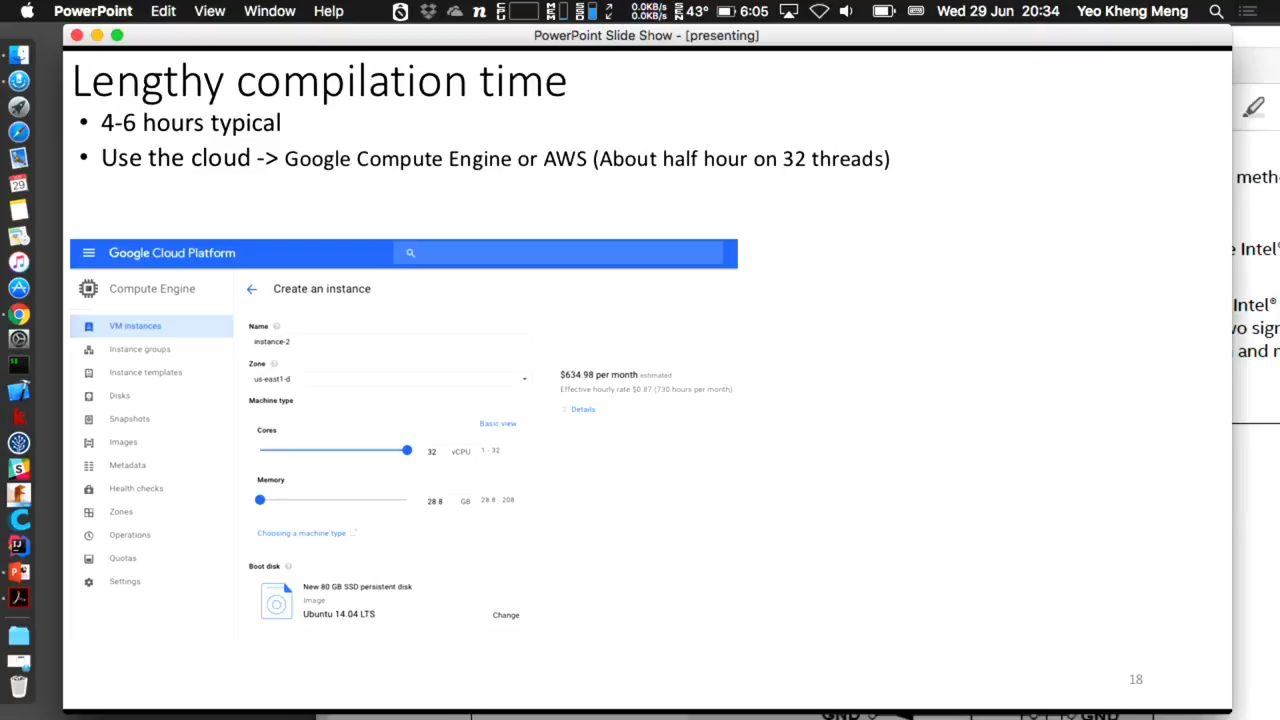 PowerPoint Edit View Window Help 0.0KB/s 0.0KB/s 43° 6:05 Wed 29 Jun 20:34 Yeo Kheng Meng
PowerPoint Slide Show - [presenting]
Lengthy compilation time
• 4-6 hours typical
• Use the cloud -> Google Compute Engine or AWS (About half hour on 32 threads)
Google Cloud Platform
Compute Engine
Create an instance
VM instances
Instance groups
Instance templates
Disks
Snapshots
Images
Metadata
Health checks
Zones
Operations
Quotas
Settings
Name
instance-2
Zone
us-east1-d
Machine type
Basic view
Cores
32 vCPU 1 - 32
Memory
28.8 GB 28.8 - 208
Choosing a machine type
Boot disk
New 80 GB SSD persistent disk
Image
Ubuntu 14.04 LTS
Change
$634.98 per month estimated
Effective hourly rate $0.87 (730 hours per month)
Details
18
meth
Intel®
Intel®
sig
and
GND
GND